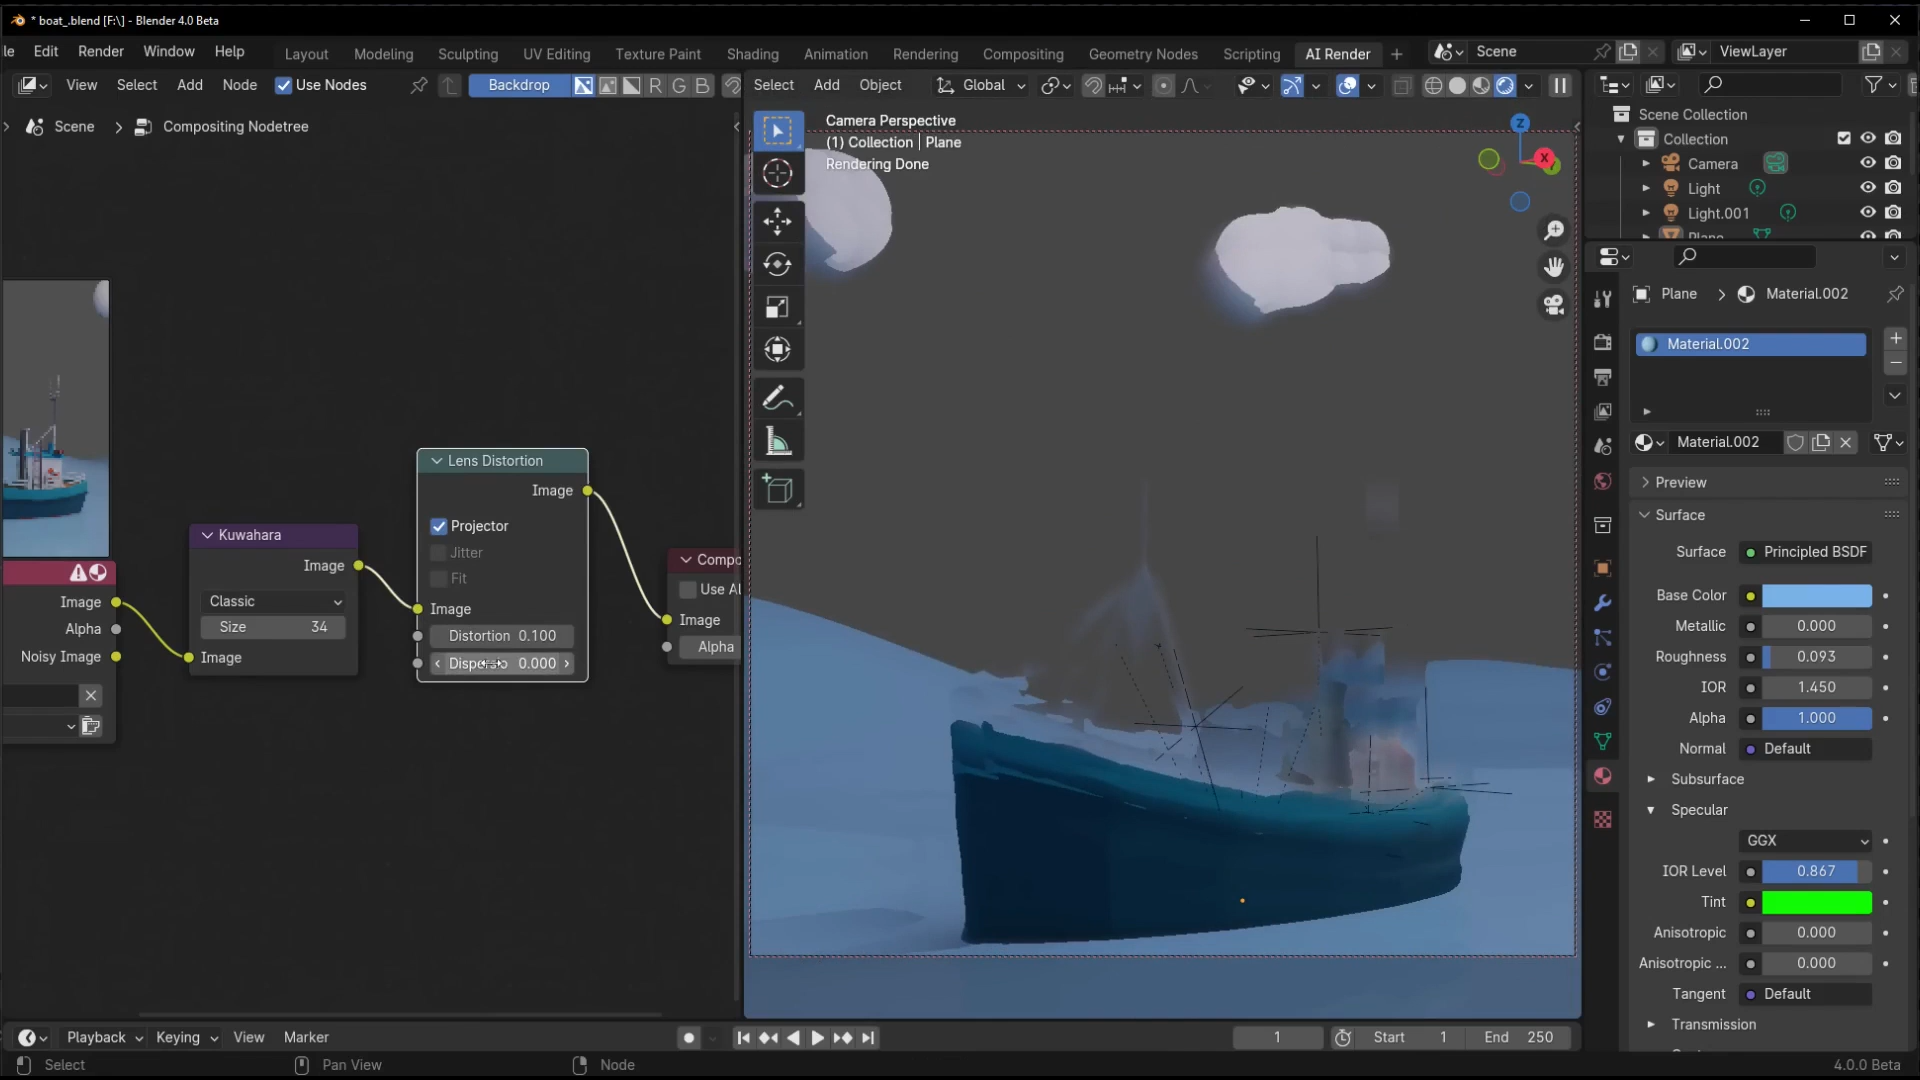 * boat_.blend [F:\] - Blender 4.0 Beta
Edit Render Window Help Layout Modeling Sculpting UV Editing Texture Paint Shading Animation Rendering Compositing Geometry Nodes Scripting AI Render + Scene ViewLayer
View Select Add Node Use Nodes Backdrop R G B Select Add Object Global
Scene > Compositing Nodetree
Camera Perspective
(1) Collection | Plane
Rendering Done
Z
X
Scene Collection
Collection
Camera
Light
Light.001
Plane > Material.002
Material.002
Material.002
Preview
Surface
Surface Principled BSDF
Base Color
Metallic 0.000
Roughness 0.093
IOR 1.450
Alpha 1.000
Normal Default
Subsurface
Specular
GGX
IOR Level 0.867
Tint
Anisotropic 0.000
Anisotropic ... 0.000
Tangent Default
Transmission
Image
Alpha
Noisy Image
Kuwahara
Image
Classic
Size 34
Image
Lens Distortion
Image
Projector
Jitter
Fit
Image
Distortion 0.100
0.000
Compo
Use Al
Image
Alpha
Playback Keying View Marker 1 Start 1 End 250
Select Pan View Node 4.0.0 Beta